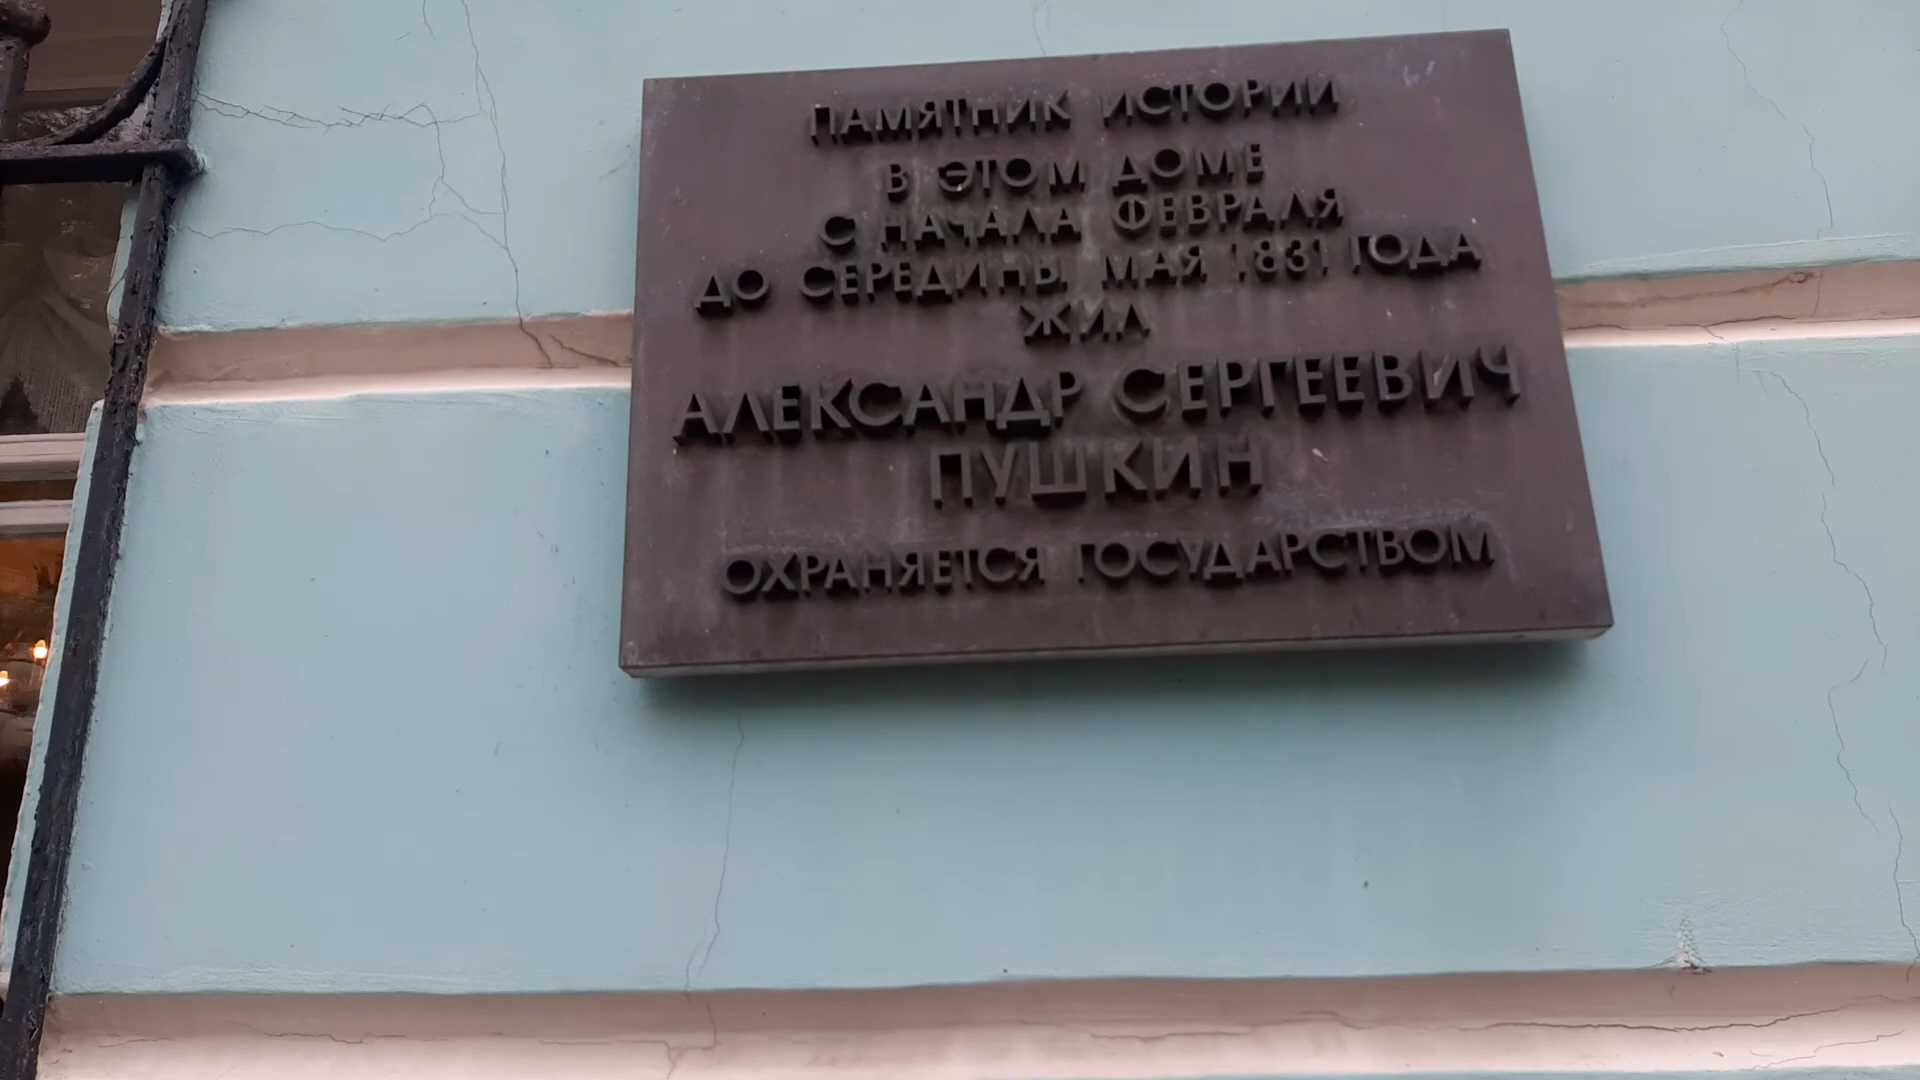 ПАМЯТНИК ИСТОРИИ
В ЭТОМ ДОМЕ
С НАЧАЛА ФЕВРАЛЯ
ДО СЕРЕДИНЫ МАЯ 1831 ГОДА
ЖИЛ
АЛЕКСАНДР СЕРГЕЕВИЧ
ПУШКИН
ОХРАНЯЕТСЯ ГОСУДАРСТВОМ